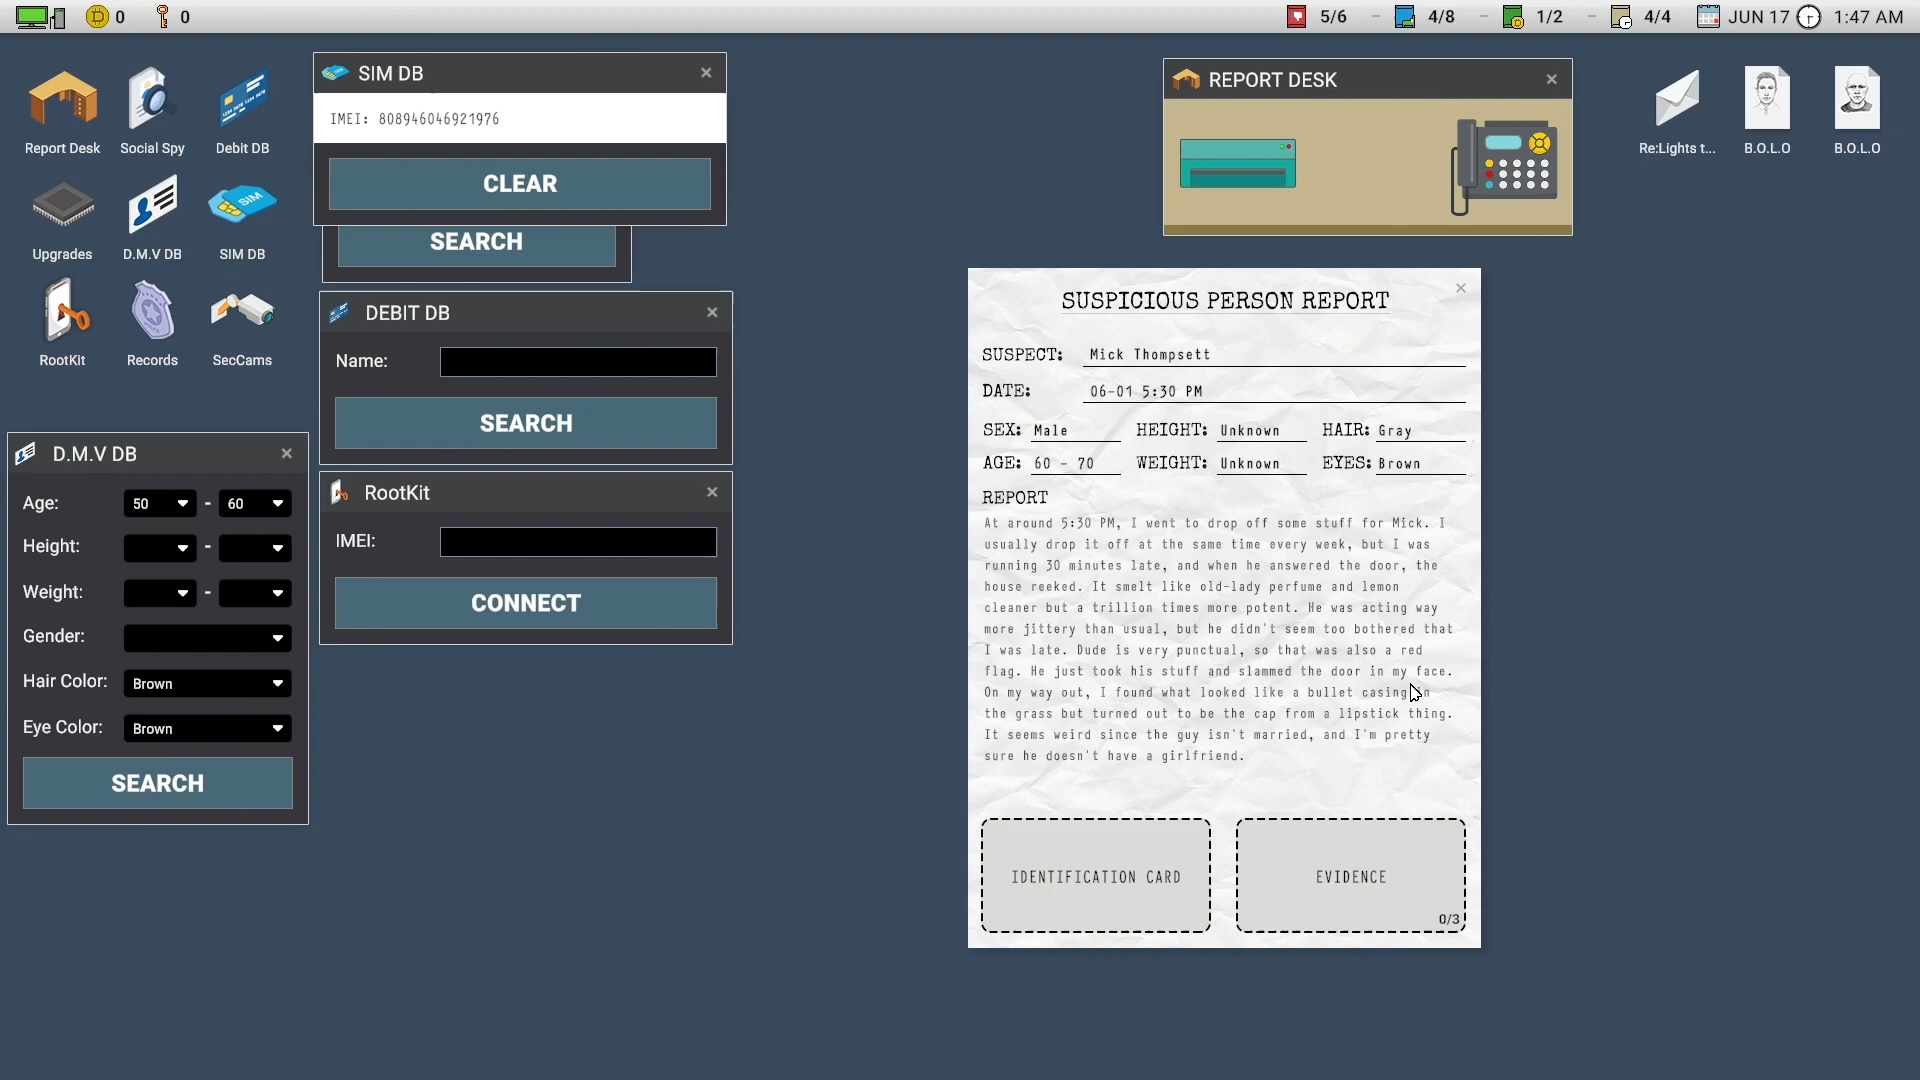 0
0
5/6
4/8
1/2
4/4
JUN 17
1:47 AM
Report Desk
Social Spy
Debit DB
Upgrades
D.M.V DB
SIM DB
RootKit
Records
SecCams
SIM DB
IMEI: 808946046921976
CLEAR
SEARCH
DEBIT DB
Name:
SEARCH
RootKit
IMEI:
CONNECT
D.M.V DB
Age: 50 - 60
Height: -
Weight: -
Gender:
Hair Color: Brown
Eye Color: Brown
SEARCH
REPORT DESK
Re:Lights t...
B.O.L.O
B.O.L.O
SUSPICIOUS PERSON REPORT
SUSPECT: Mick Thompsett
DATE: 06-01 5:30 PM
SEX: Male HEIGHT: Unknown HAIR: Gray
AGE: 60 - 70 WEIGHT: Unknown EYES: Brown
REPORT
At around 5:30 PM, I went to drop off some stuff for Mick. I
usually drop it off at the same time every week, but I was
running 30 minutes late, and when he answered the door, the
house reeked. It smelt like old-lady perfume and lemon
cleaner but a trillion times more potent. He was acting way
more jittery than usual, but he didn't seem too bothered that
I was late. Dude is very punctual, so that was also a red
flag. He just took his stuff and slammed the door in my face.
On my way out, I found what looked like a bullet casing in
the grass but turned out to be the cap from a lipstick thing.
It seems weird since the guy isn't married, and I'm pretty
sure he doesn't have a girlfriend.
IDENTIFICATION CARD
EVIDENCE
0/3